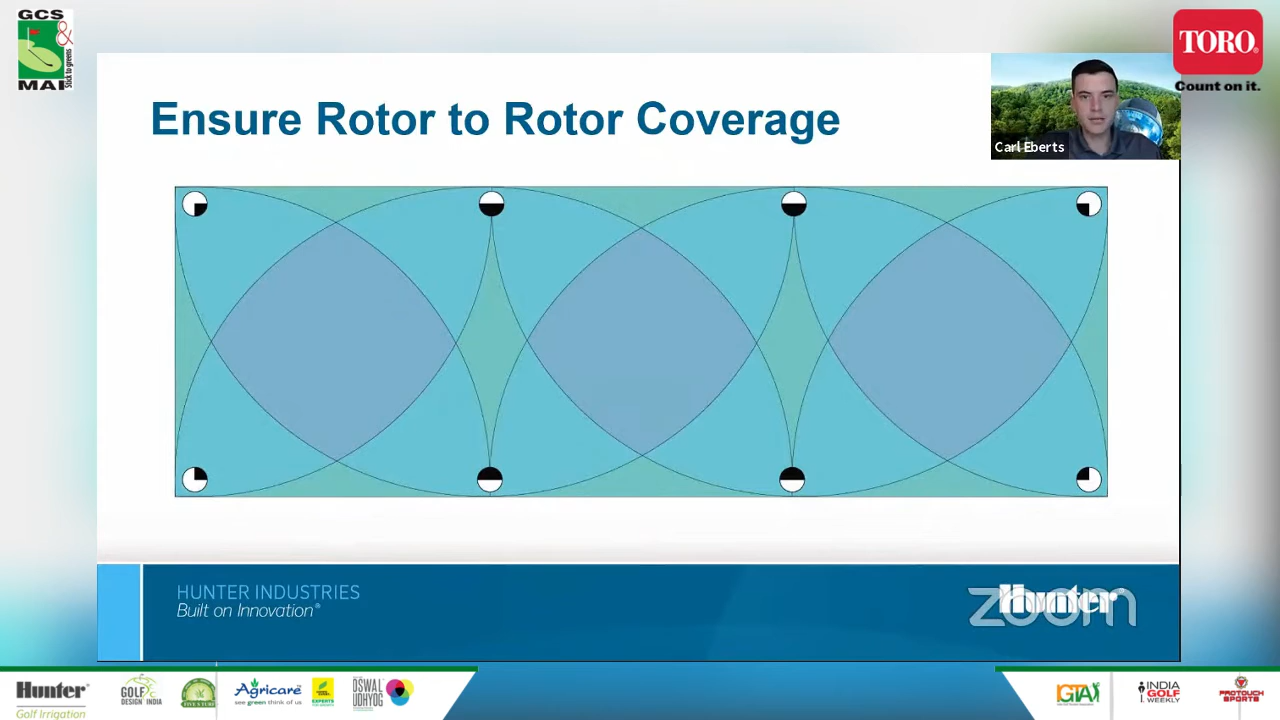 GCS
&
MAI
Stick to greens
TORO
Count on it.
Ensure Rotor to Rotor Coverage
Carl Eberts
HUNTER INDUSTRIES
Built on Innovation®
Hunter
zoom
Hunter®
Golf Irrigation
GOLF
DESIGN INDIA
Agricare
see green think of us
EXPERTS
OSWAL
UDHYOG
GIA
INDIA
GOLF
WEEKLY
PROTOUCH
SPORTS